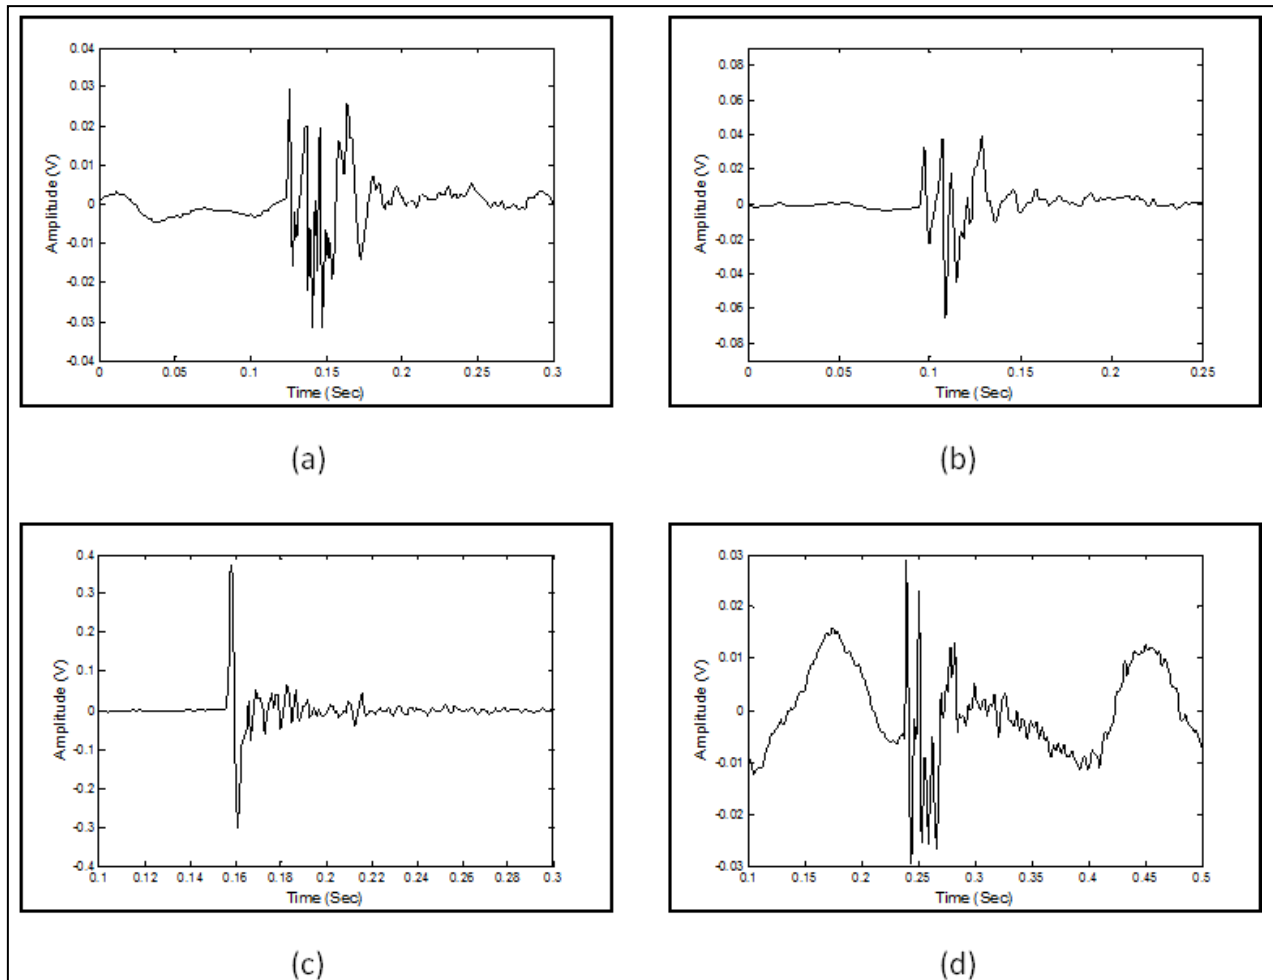 0.04
0.03
0.02
0.01
0
-0.01
-0.02
-0.03
-0.04
Amplitude (V)
0 0.05 0.1 0.15 0.2 0.25 0.3
Time (Sec)
(a)
0.08
0.06
0.04
0.02
0
-0.02
-0.04
-0.06
-0.08
Amplitude (V)
0 0.05 0.1 0.15 0.2 0.25
Time (Sec)
(b)
0.4
0.3
0.2
0.1
0
-0.1
-0.2
-0.3
-0.4
Amplitude (V)
0.1 0.12 0.14 0.16 0.18 0.2 0.22 0.24 0.26 0.28 0.3
Time (Sec)
(c)
0.03
0.02
0.01
0
-0.01
-0.02
-0.03
Amplitude (V)
0.1 0.15 0.2 0.25 0.3 0.35 0.4 0.45 0.5
Time (Sec)
(d)